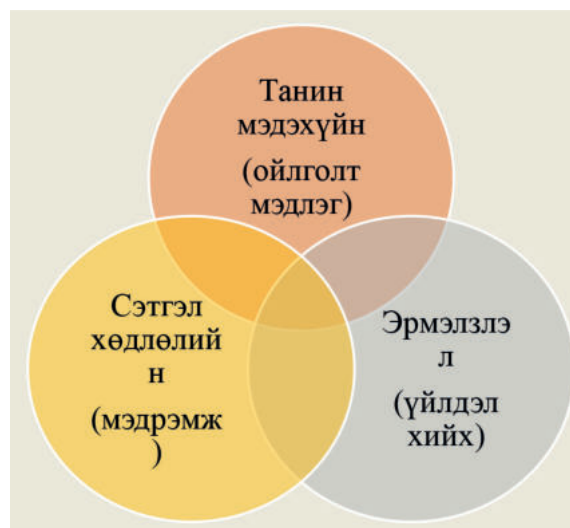 Танин
мэдэхүйн
(ойлголт
мэдлэг)
Сэтгэл
хөдлөлий
н
(мэдрэмж
)
Эрмэлзлэ
л
(үйлдэл
хийх)